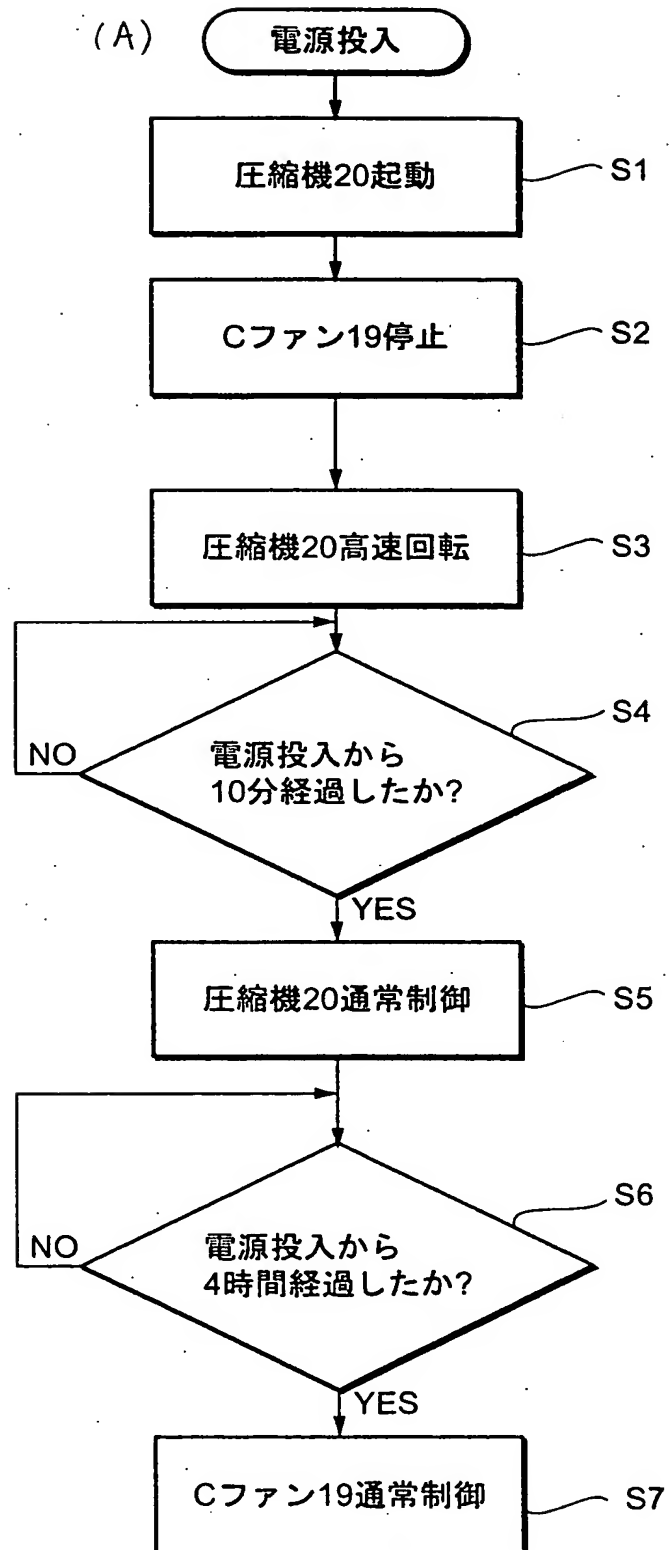 (A)
電源投入
圧縮機20起動
S1
Cファン19停止
S2
圧縮機20高速回転
S3
S4
電源投入から
10分経過したか?
NO
YES
圧縮機20通常制御
S5
S6
電源投入から
4時間経過したか?
NO
YES
Cファン19通常制御
S7